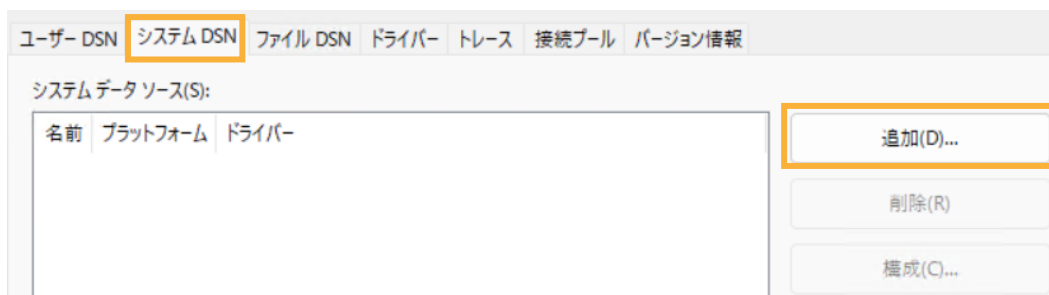 ユーザー DSN システム DSN ファイル DSN ドライバー トレース 接続プール バージョン情報
システム データ ソース(S):
名前 プラットフォーム ドライバー
追加(D)...
削除(R)
構成(C)...